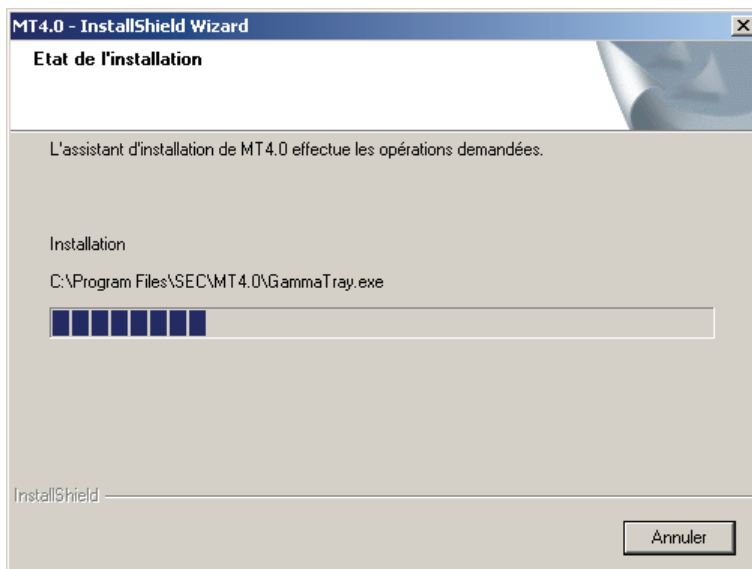 MT4.0 - InstallShield Wizard
Etat de l'installation
L'assistant d'installation de MT4.0 effectue les opérations demandées.
Installation
C:\Program Files\SEC\MT4.0\GammaTray.exe
InstallShield
Annuler